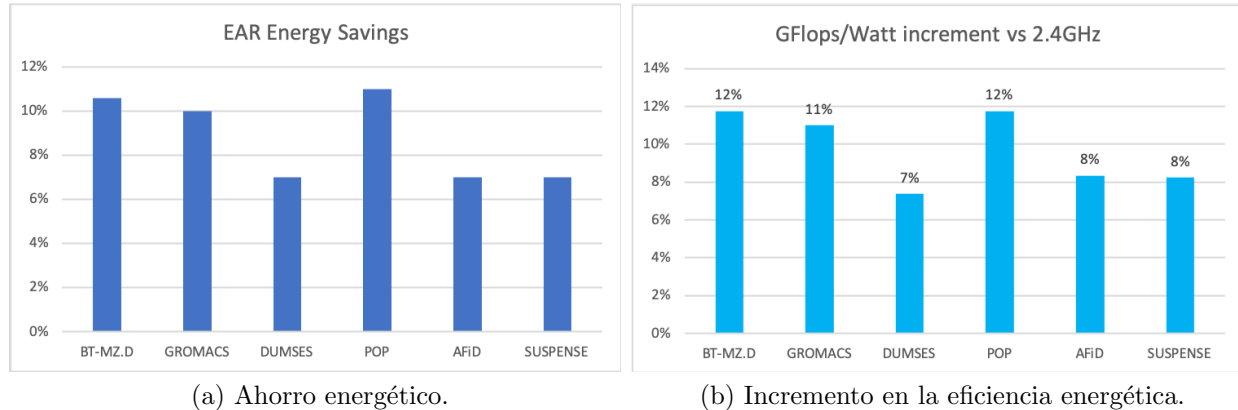 EAR Energy Savings
12%
10%
8%
6%
4%
2%
0%
BT-MZ.D GROMACS DUMSES POP AFiD SUSPENSE
(a) Ahorro energético.
GFlops/Watt increment vs 2.4GHz
14%
12%
10%
8%
6%
4%
2%
0%
12% 11% 7% 12% 8% 8%
BT-MZ.D GROMACS DUMSES POP AFiD SUSPENSE
(b) Incremento en la eficiencia energética.